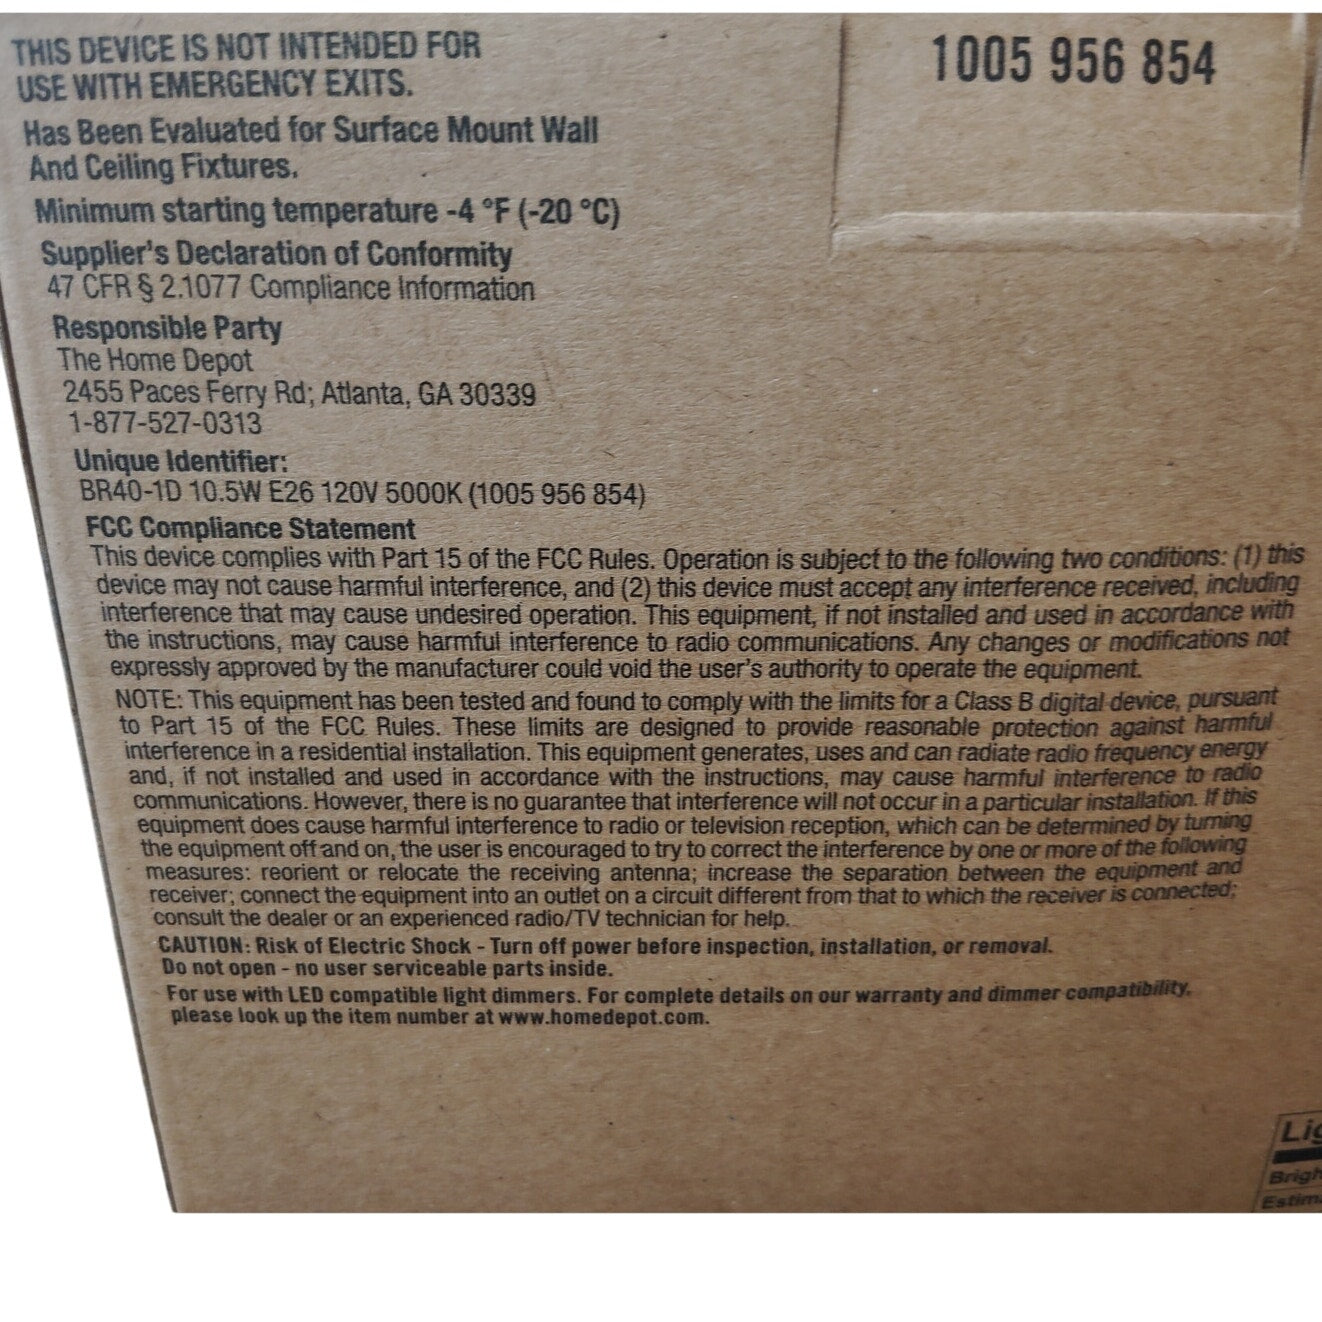 THIS DEVICE IS NOT INTENDED FOR
USE WITH EMERGENCY EXITS.
1005 956 854
Has Been Evaluated for Surface Mount Wall
And Ceiling Fixtures.
Minimum starting temperature -4 °F (-20 °C)
Supplier's Declaration of Conformity
47 CFR § 2.1077 Compliance Information
Responsible Party
The Home Depot
2455 Paces Ferry Rd; Atlanta, GA 30339
1-877-527-0313
Unique Identifier:
BR40-1D 10.5W E26 120V 5000K (1005 956 854)
FCC Compliance Statement
This device complies with Part 15 of the FCC Rules. Operation is subject to the following two conditions: (1) this
device may not cause harmful interference, and (2) this device must accept any interference received, including
interference that may cause undesired operation. This equipment, if not installed and used in accordance with
the instructions, may cause harmful interference to radio communications. Any changes or modifications not
expressly approved by the manufacturer could void the user's authority to operate the equipment.
NOTE: This equipment has been tested and found to comply with the limits for a Class B digital device, pursuant
to Part 15 of the FCC Rules. These limits are designed to provide reasonable protection against harmful
interference in a residential installation. This equipment generates, uses and can radiate radio frequency energy
and, if not installed and used in accordance with the instructions, may cause harmful interference to radio
communications. However, there is no guarantee that interference will not occur in a particular installation. If this
equipment does cause harmful interference to radio or television reception, which can be determined by turning
the equipment off and on, the user is encouraged to try to correct the interference by one or more of the following
measures: reorient or relocate the receiving antenna; increase the separation between the equipment and
receiver; connect the equipment into an outlet on a circuit different from that to which the receiver is connected;
consult the dealer or an experienced radio/TV technician for help.
CAUTION: Risk of Electric Shock - Turn off power before inspection, installation, or removal.
Do not open - no user serviceable parts inside.
For use with LED compatible light dimmers. For complete details on our warranty and dimmer compatibility,
please look up the item number at www.homedepot.com.